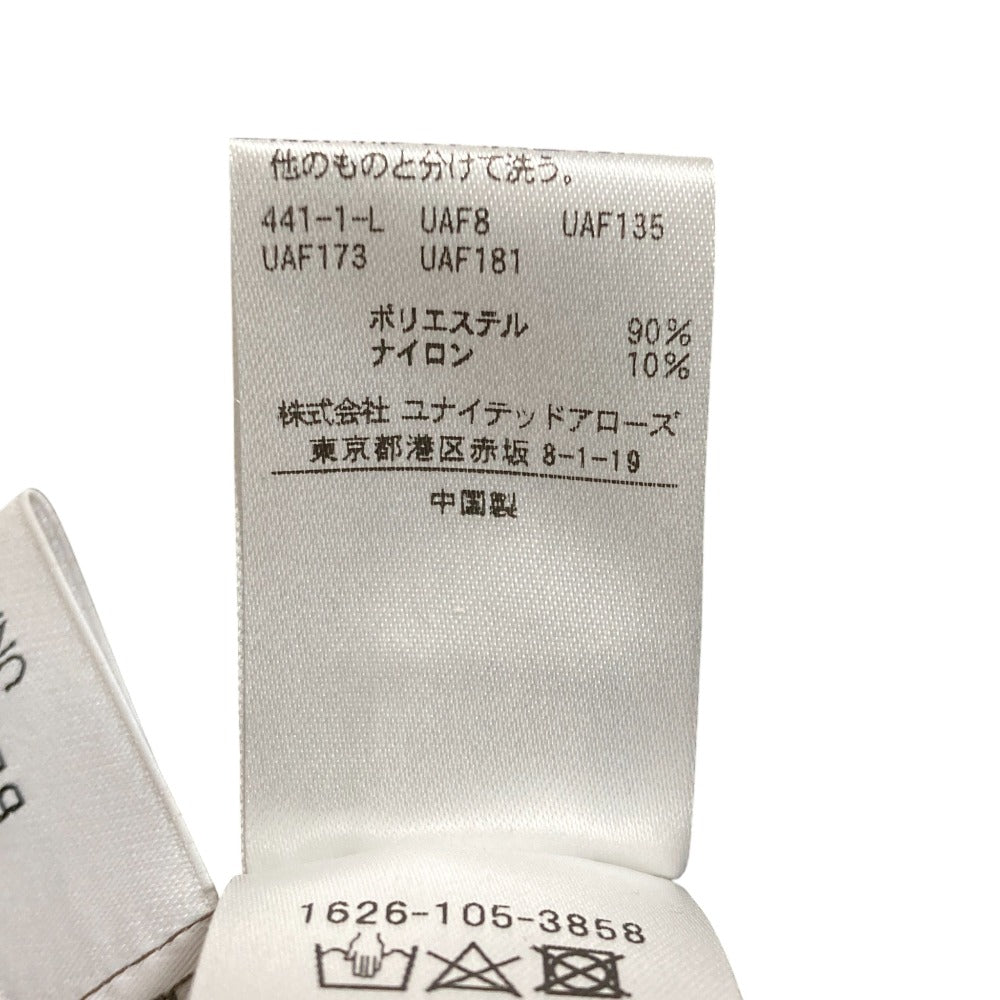 他のものと分けて洗う。
441-1-L UAF8 UAF135
UAF173 UAF181
ポリエステル 90%
ナイロン 10%
株式会社 ユナイテッドアローズ
東京都港区赤坂 8-1-19
中国製
1626-105-3858